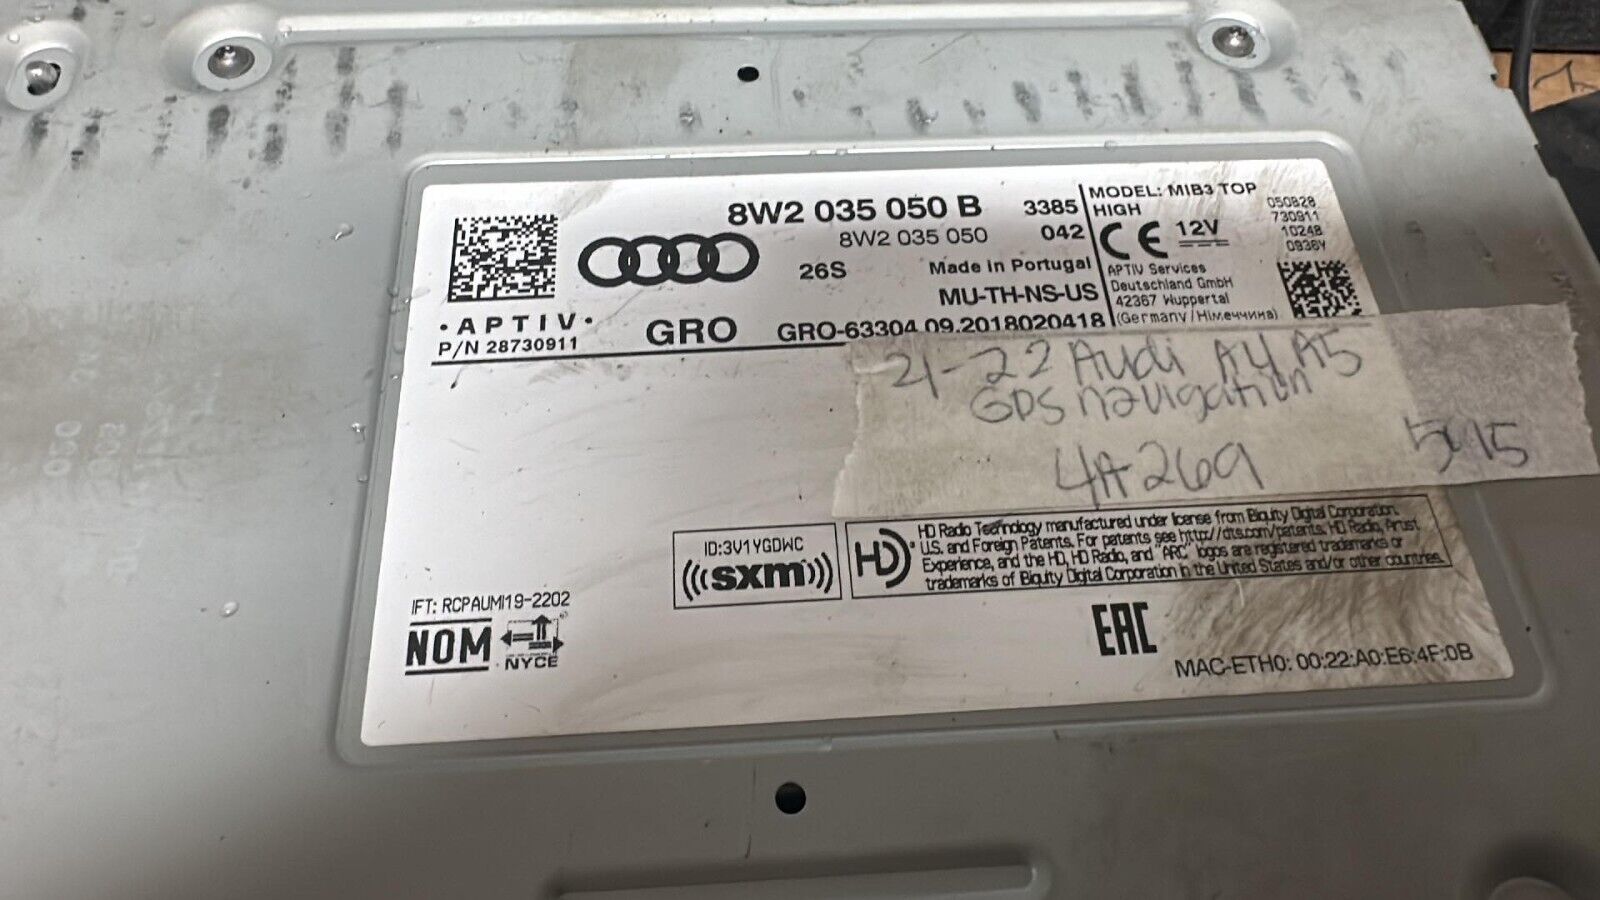 8W2 035 050 B 3385
8W2 035 050 042
26S Made in Portugal
MU-TH-NS-US
• APTIV •
P/N 28730911
GRO GRO-63304.09.2018020418
MODEL: MIB3 TOP
HIGH
CE 12V
APTIV Services
Deutschland GmbH
42367 Wuppertal
(Germany/Німеччина)
050828
730911
10248
0936Y
21-22 Audi A4 A5
GPS navigation
4A269
ID:3V1YGDWC
(((sxm)))
HD HD Radio Technology manufactured under license from iBiquity Digital Corporation.
U.S. and Foreign Patents. For patents see http://dts.com/patents. HD Radio, Artist
Experience, and the HD, HD Radio, and "ARC" logos are registered trademarks or
trademarks of iBiquity Digital Corporation in the United States and/or other countries.
IFT: RCPAUMI19-2202
NOM
NYCE
EAC
MAC-ETH0: 00:22:A0:E6:4F:0B